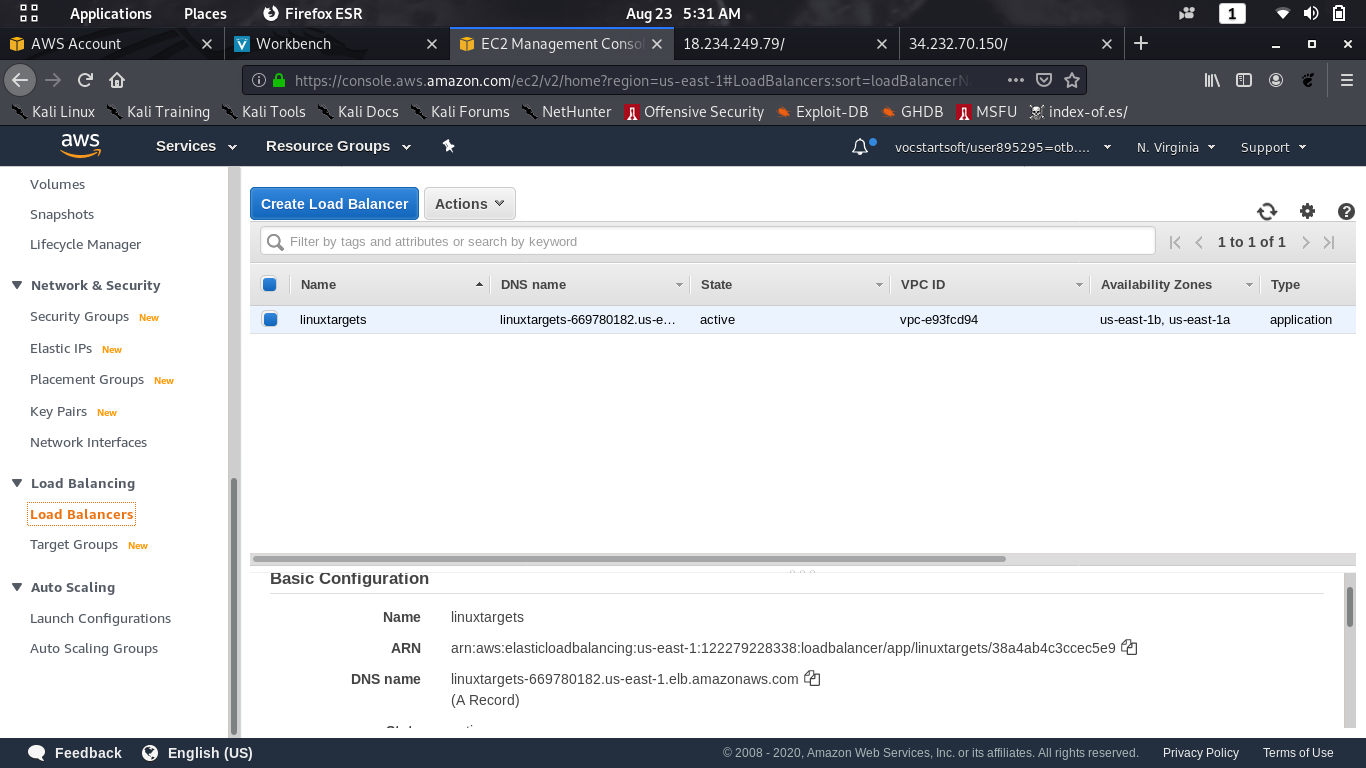 Applications Places Firefox ESR Aug 23 5:31 AM 1
AWS Account Workbench EC2 Management Consol 18.234.249.79/ 34.232.70.150/
https://console.aws.amazon.com/ec2/v2/home?region=us-east-1#LoadBalancers:sort=loadBalancerN
Kali Linux Kali Training Kali Tools Kali Docs Kali Forums NetHunter Offensive Security Exploit-DB GHDB MSFU index-of.es/
aws Services Resource Groups vocstartsoft/user895295=otb.... N. Virginia Support
Volumes
Snapshots
Lifecycle Manager
Network & Security
Security Groups New
Elastic IPs New
Placement Groups New
Key Pairs New
Network Interfaces
Load Balancing
Load Balancers
Target Groups New
Auto Scaling
Launch Configurations
Auto Scaling Groups
Create Load Balancer Actions
Filter by tags and attributes or search by keyword 1 to 1 of 1
Name DNS name State VPC ID Availability Zones Type
linuxtargets linuxtargets-669780182.us-e… active vpc-e93fcd94 us-east-1b, us-east-1a application
Basic Configuration
Name linuxtargets
ARN arn:aws:elasticloadbalancing:us-east-1:122279228338:loadbalancer/app/linuxtargets/38a4ab4c3ccec5e9
DNS name linuxtargets-669780182.us-east-1.elb.amazonaws.com
(A Record)
Feedback English (US) © 2008 - 2020, Amazon Web Services, Inc. or its affiliates. All rights reserved. Privacy Policy Terms of Use